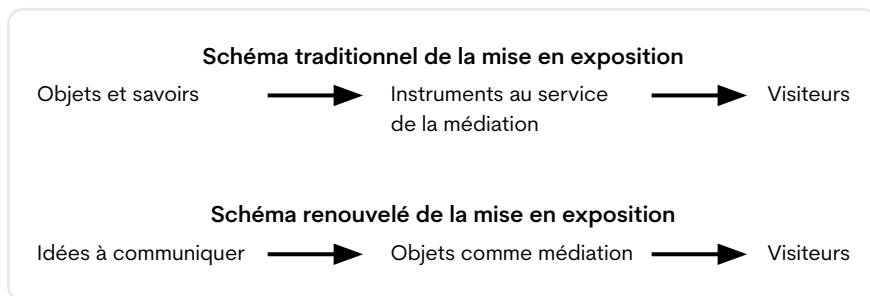 Schéma traditionnel de la mise en exposition
Objets et savoirs Instruments au service de la médiation Visiteurs
Schéma renouvelé de la mise en exposition
Idées à communiquer Objets comme médiation Visiteurs